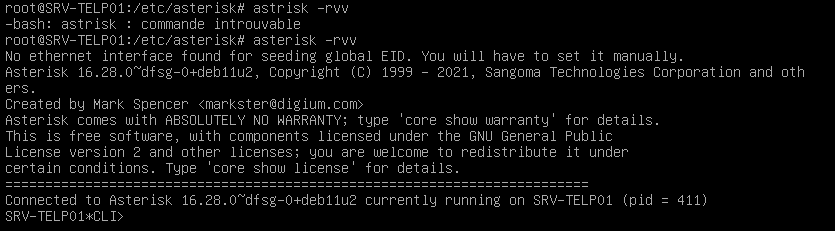 root@SRV-TELP01:/etc/asterisk# astrisk -rvv
-bash: astrisk : commande introuvable
root@SRV-TELP01:/etc/asterisk# asterisk -rvv
No ethernet interface found for seeding global EID. You will have to set it manually.
Asterisk 16.28.0~dfsg-0+deb11u2, Copyright (C) 1999 - 2021, Sangoma Technologies Corporation and oth
ers.
Created by Mark Spencer <markster@digium.com>
Asterisk comes with ABSOLUTELY NO WARRANTY; type 'core show warranty' for details.
This is free software, with components licensed under the GNU General Public
License version 2 and other licenses; you are welcome to redistribute it under
certain conditions. Type 'core show license' for details.
=========================================================================
Connected to Asterisk 16.28.0~dfsg-0+deb11u2 currently running on SRV-TELP01 (pid = 411)
SRV-TELP01*CLI>